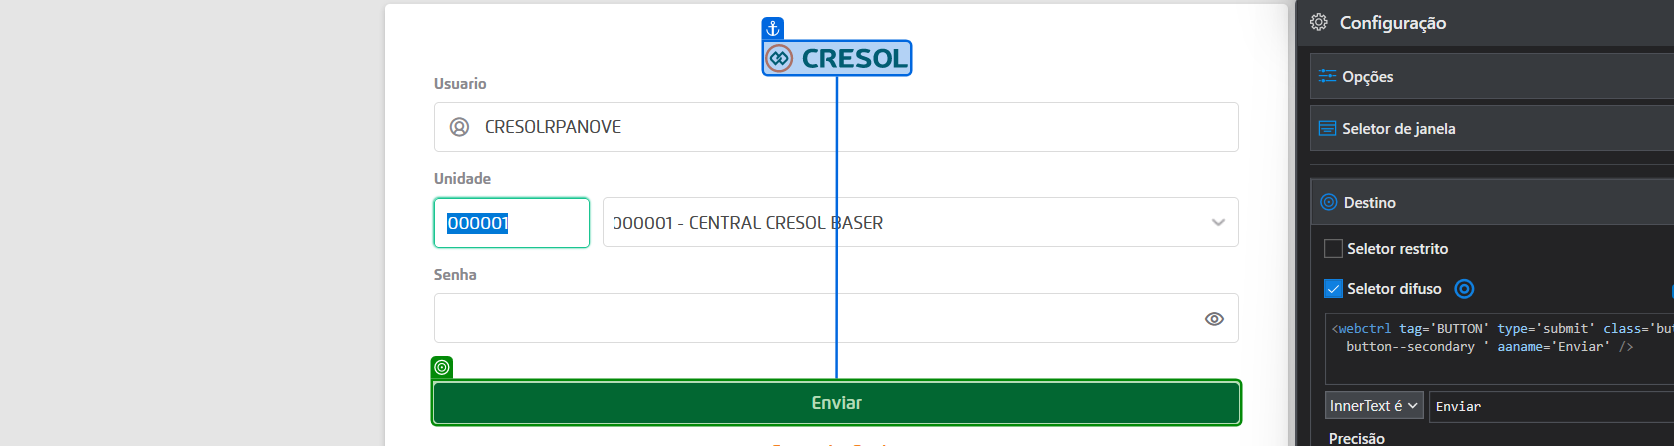 CRESOL
Usuario
CRESOLRPANOVE
Unidade
000001
000001 - CENTRAL CRESOL BASER
Senha
Enviar
Configuração
Opções
Seletor de janela
Destino
Seletor restrito
Seletor difuso
<webctrl tag='BUTTON' type='submit' class='but
button--secondary ' aaname='Enviar' />
InnerText é
Enviar
Precisão